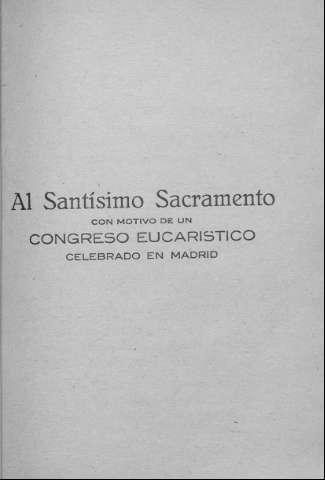 Al Santísimo Sacramento
CON MOTIVO DE UN
CONGRESO EUCARISTICO
CELEBRADO EN MADRID